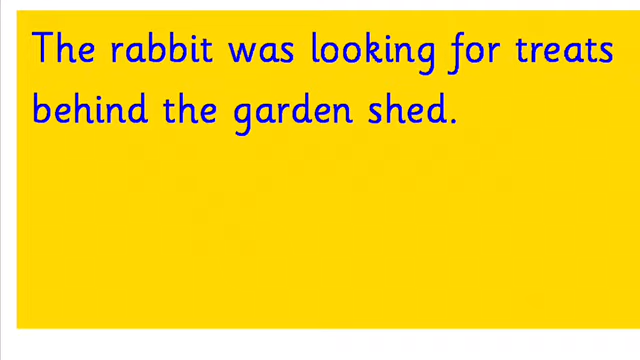 The rabbit was looking for treats
behind the garden shed.